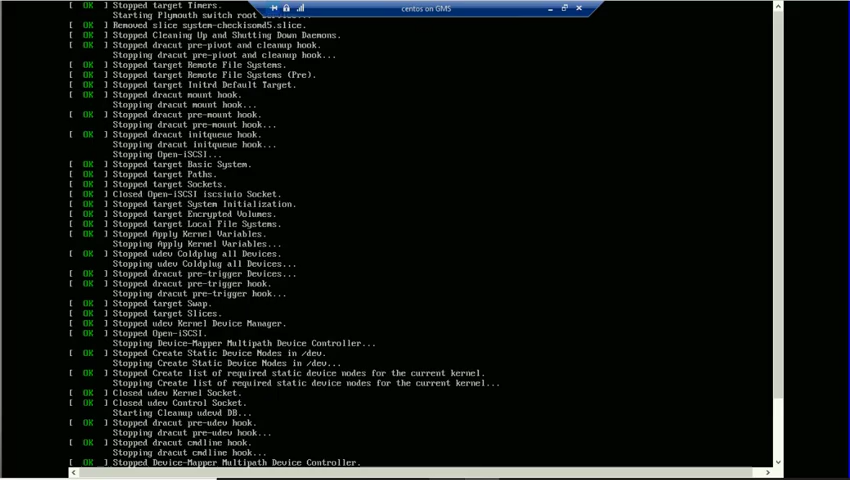 centos on GMS
[  OK  ] Stopped target Timers.
Starting Plymouth switch root service...
[  OK  ] Removed slice system-checkisomd5.slice.
[  OK  ] Stopped Cleaning Up and Shutting Down Daemons.
[  OK  ] Stopped dracut pre-pivot and cleanup hook.
Stopping dracut pre-pivot and cleanup hook...
[  OK  ] Stopped target Remote File Systems.
[  OK  ] Stopped target Remote File Systems (Pre).
[  OK  ] Stopped target Initrd Default Target.
[  OK  ] Stopped dracut mount hook.
Stopping dracut mount hook...
[  OK  ] Stopped dracut pre-mount hook.
Stopping dracut pre-mount hook...
[  OK  ] Stopped dracut initqueue hook.
Stopping dracut initqueue hook...
Stopping Open-iSCSI...
[  OK  ] Stopped target Basic System.
[  OK  ] Stopped target Paths.
[  OK  ] Stopped target Sockets.
[  OK  ] Closed Open-iSCSI iscsiuio Socket.
[  OK  ] Stopped target System Initialization.
[  OK  ] Stopped target Encrypted Volumes.
[  OK  ] Stopped target Local File Systems.
[  OK  ] Stopped Apply Kernel Variables.
Stopping Apply Kernel Variables...
[  OK  ] Stopped udev Coldplug all Devices.
Stopping udev Coldplug all Devices...
[  OK  ] Stopped dracut pre-trigger Devices...
[  OK  ] Stopped dracut pre-trigger hook.
Stopping dracut pre-trigger hook...
[  OK  ] Stopped target Swap.
[  OK  ] Stopped target Slices.
[  OK  ] Stopped udev Kernel Device Manager.
[  OK  ] Stopped Open-iSCSI.
Stopping Device-Mapper Multipath Device Controller...
[  OK  ] Stopped Create Static Device Nodes in /dev.
Stopping Create Static Device Nodes in /dev...
[  OK  ] Stopped Create list of required static device nodes for the current kernel.
Stopping Create list of required static device nodes for the current kernel...
[  OK  ] Closed udev Kernel Socket.
[  OK  ] Closed udev Control Socket.
Starting Cleanup udevd DB...
[  OK  ] Stopped dracut pre-udev hook.
Stopping dracut pre-udev hook...
[  OK  ] Stopped dracut cmdline hook.
Stopping dracut cmdline hook...
[  OK  ] Stopped Device-Mapper Multipath Device Controller.